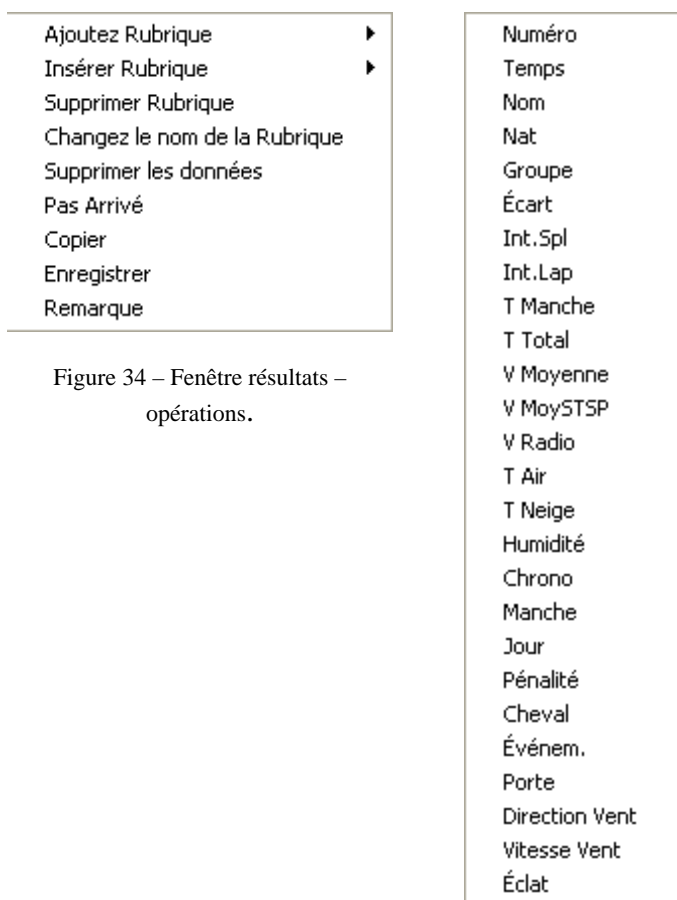 Ajoutez Rubrique
Insérer Rubrique
Supprimer Rubrique
Changez le nom de la Rubrique
Supprimer les données
Pas Arrivé
Copier
Enregistrer
Remarque
Figure 34 – Fenêtre résultats –
opérations.
Numéro
Temps
Nom
Nat
Groupe
Écart
Int.Spl
Int.Lap
T Manche
T Total
V Moyenne
V MoySTSP
V Radio
T Air
T Neige
Humidité
Chrono
Manche
Jour
Pénalité
Cheval
Événem.
Porte
Direction Vent
Vitesse Vent
Éclat